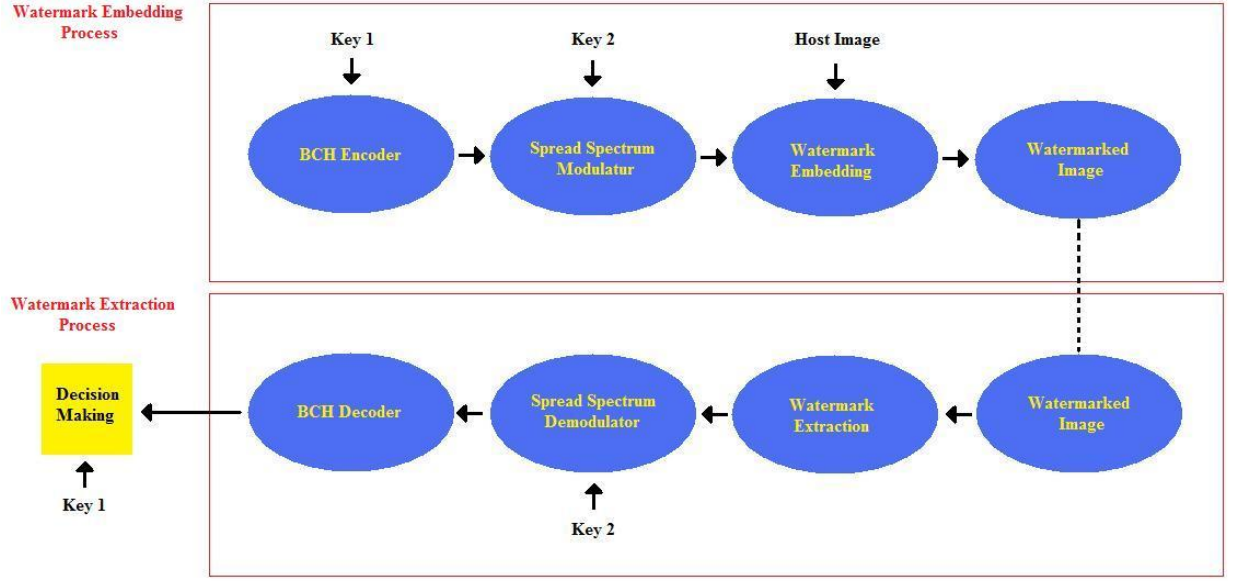 Watermark Embedding
Process
Key 1
Key 2
Host Image
BCH Encoder
Spread Spectrum
Modulatur
Watermark
Embedding
Watermarked
Image
Watermark Extraction
Process
Decision
Making
BCH Decoder
Spread Spectrum
Demodulator
Watermark
Extraction
Watermarked
Image
Key 1
Key 2